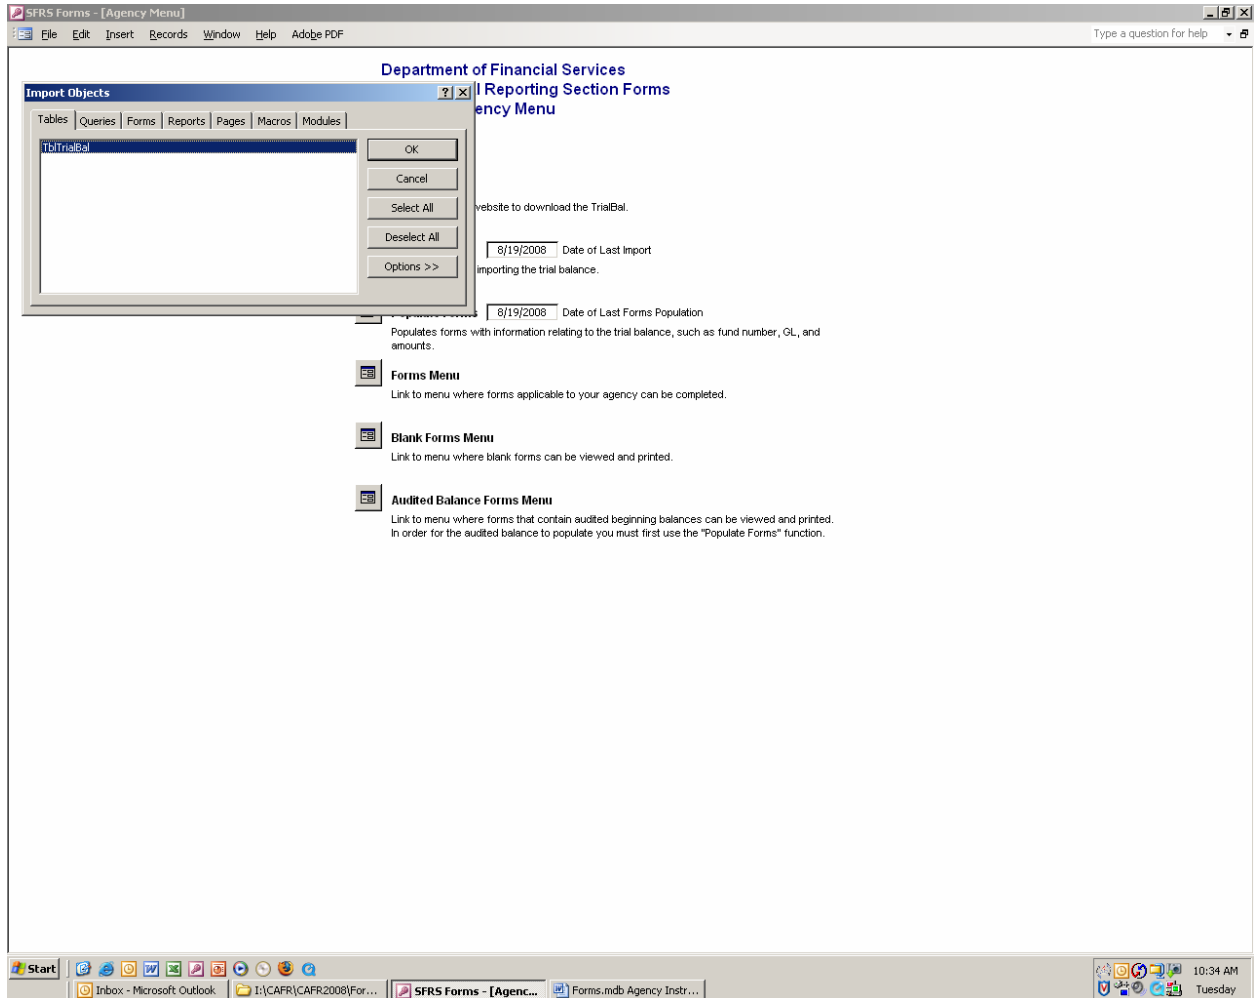 SFRS Forms - [Agency Menu]
File Edit Insert Records Window Help Adobe PDF
Type a question for help
Department of Financial Services
l Reporting Section Forms
ency Menu
Import Objects
Tables Queries Forms Reports Pages Macros Modules
TblTrialBal
OK
Cancel
Select All
Deselect All
Options >>
website to download the TrialBal.
8/19/2008 Date of Last Import
importing the trial balance.
Populate Forms 8/19/2008 Date of Last Forms Population
Populates forms with information relating to the trial balance, such as fund number, GL, and
amounts.
Forms Menu
Link to menu where forms applicable to your agency can be completed.
Blank Forms Menu
Link to menu where blank forms can be viewed and printed.
Audited Balance Forms Menu
Link to menu where forms that contain audited beginning balances can be viewed and printed.
In order for the audited balance to populate you must first use the "Populate Forms" function.
Start
10:34 AM
Inbox - Microsoft Outlook
I:\CAFR\CAFR2008\For...
SFRS Forms - [Agenc...
Forms.mdb Agency Instr...
Tuesday